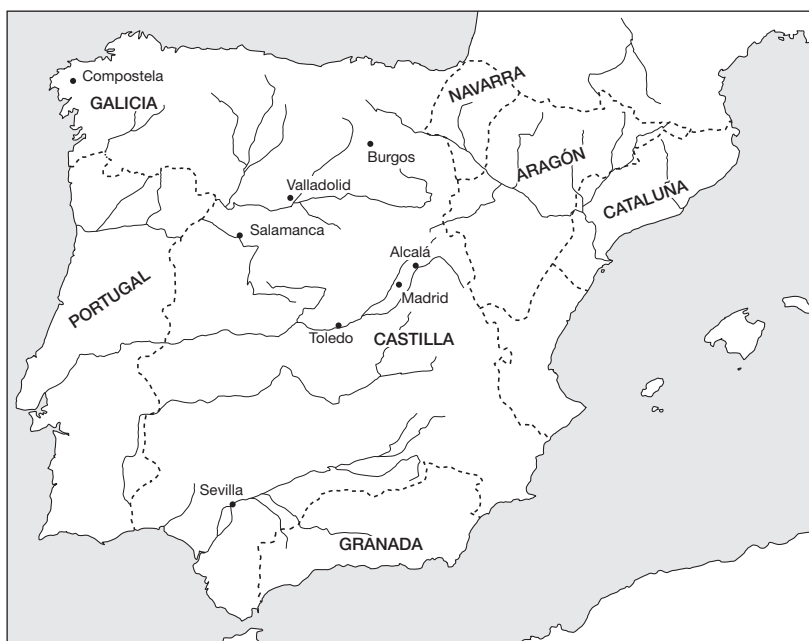 Compostela
GALICIA
NAVARRA
Burgos
ARAGÓN
Valladolid
CATALUÑA
Salamanca
Alcalá
PORTUGAL
Madrid
Toledo
CASTILLA
Sevilla
GRANADA